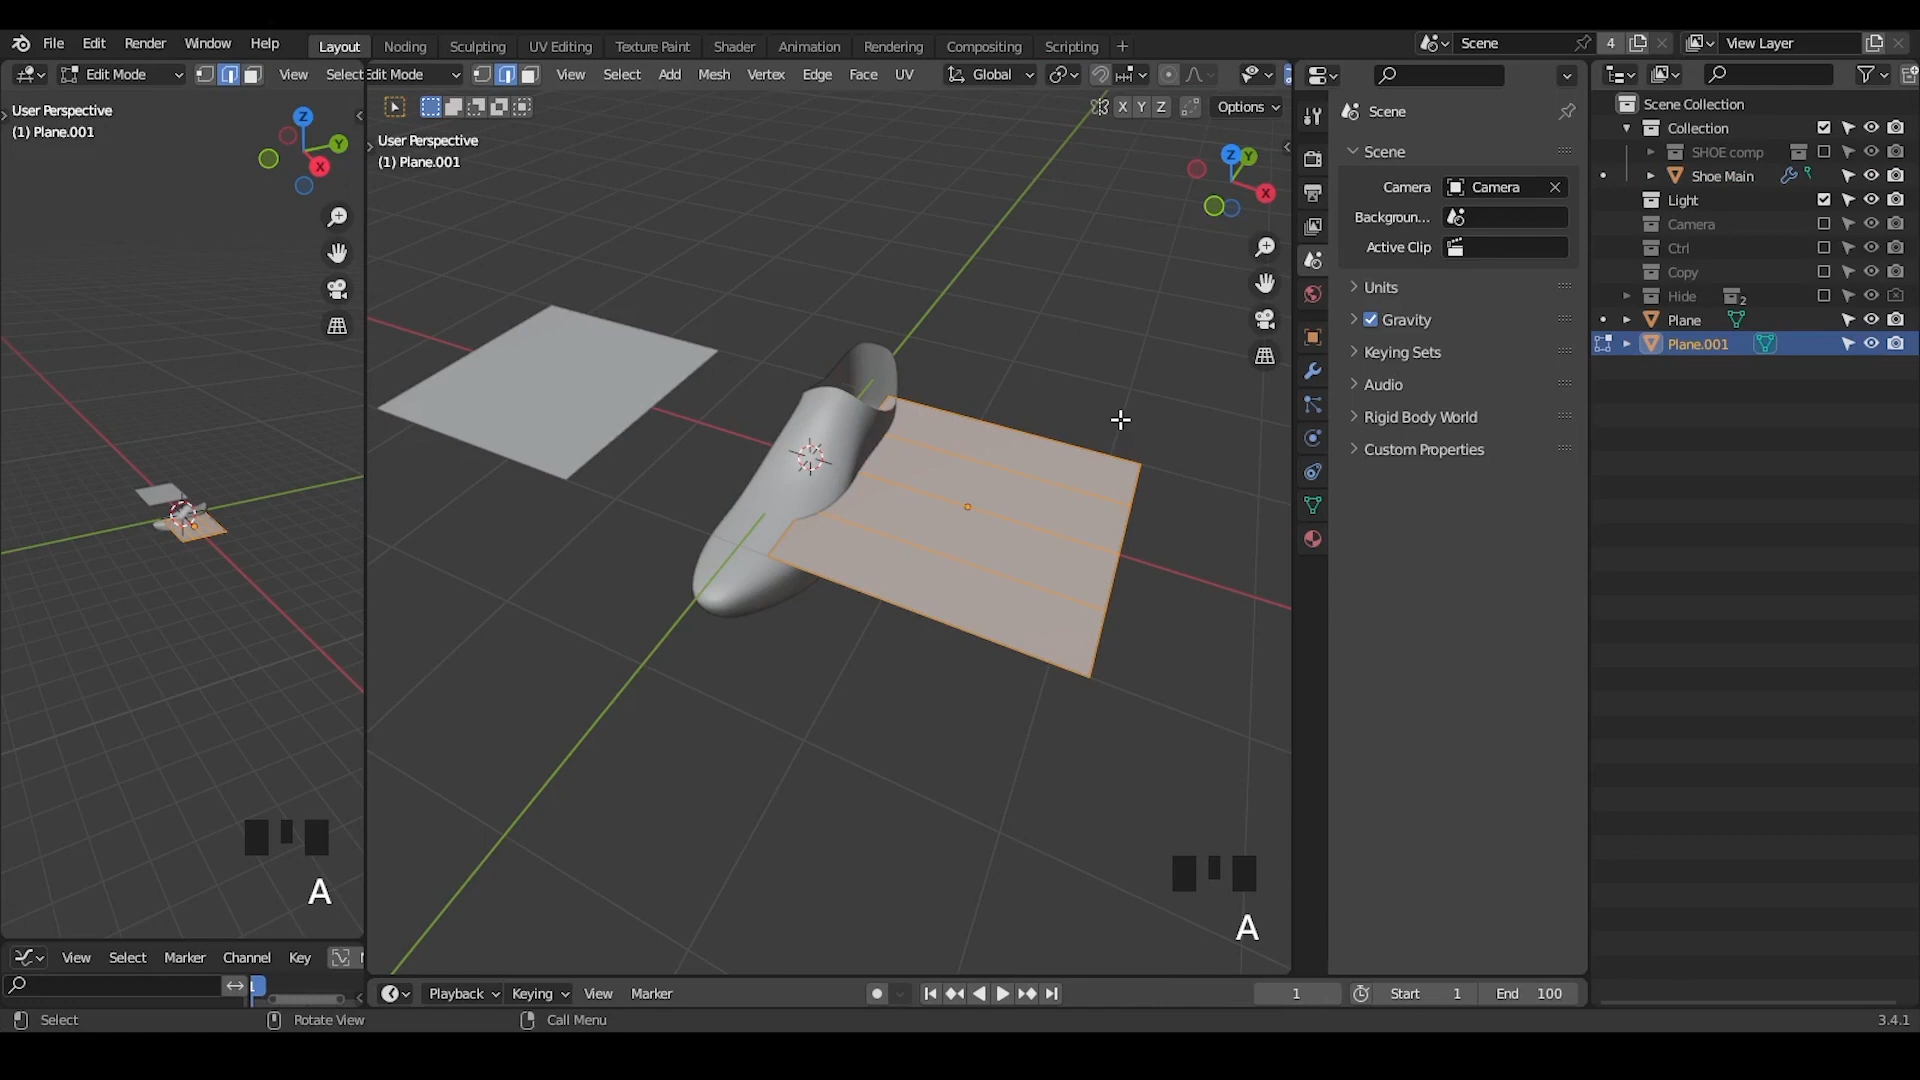 File Edit Render Window Help Layout Noding Sculpting UV Editing Texture Paint Shader Animation Rendering Compositing Scripting Scene 4 View Layer
Edit Mode View Select
dit Mode View Select Add Mesh Vertex Edge Face UV Global
X Y Z Options
User Perspective
(1) Plane.001
Z
Y
X
User Perspective
(1) Plane.001
Z
Y
X
A
A
Scene
Scene
Camera Camera
Backgroun...
Active Clip
Units
Gravity
Keying Sets
Audio
Rigid Body World
Custom Properties
Scene Collection
Collection
SHOE comp
Shoe Main
Light
Camera
Ctrl
Copy
Hide 2
Plane
Plane.001
View Select Marker Channel Key
1
Playback Keying View Marker 1 Start 1 End 100
Select Rotate View Call Menu 3.4.1